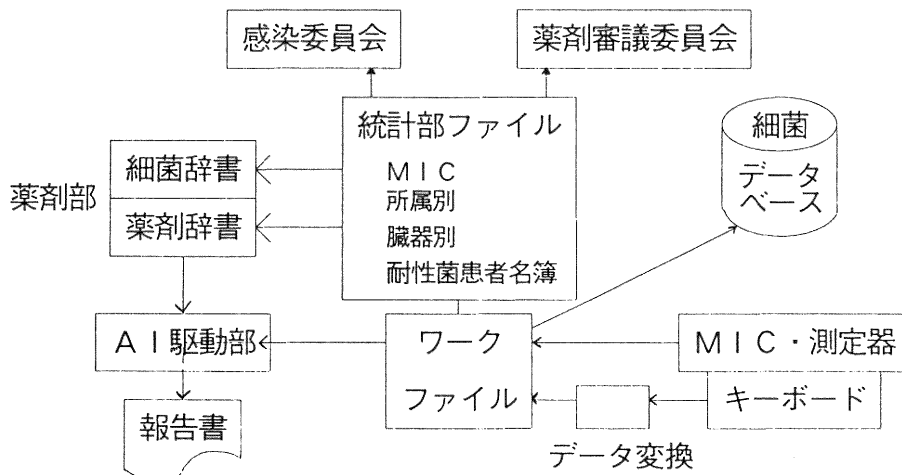 感染委員会
薬剤審議委員会
統計部ファイル
ＭＩＣ
所属別
臓器別
耐性菌患者名簿
細菌
データ
ベース
薬剤部
細菌辞書
薬剤辞書
ＡＩ駆動部
ワーク
ファイル
ＭＩＣ・測定器
キーボード
データ変換
報告書